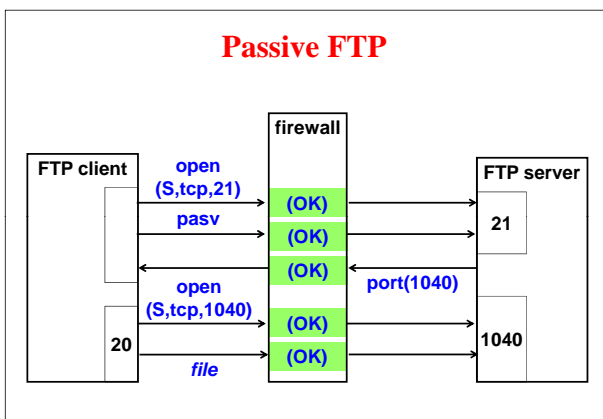 Passive FTP
firewall
FTP client
open
(S,tcp,21)
(OK)
FTP server
pasv
(OK)
21
(OK)
port(1040)
open
(S,tcp,1040)
(OK)
20
1040
file
(OK)